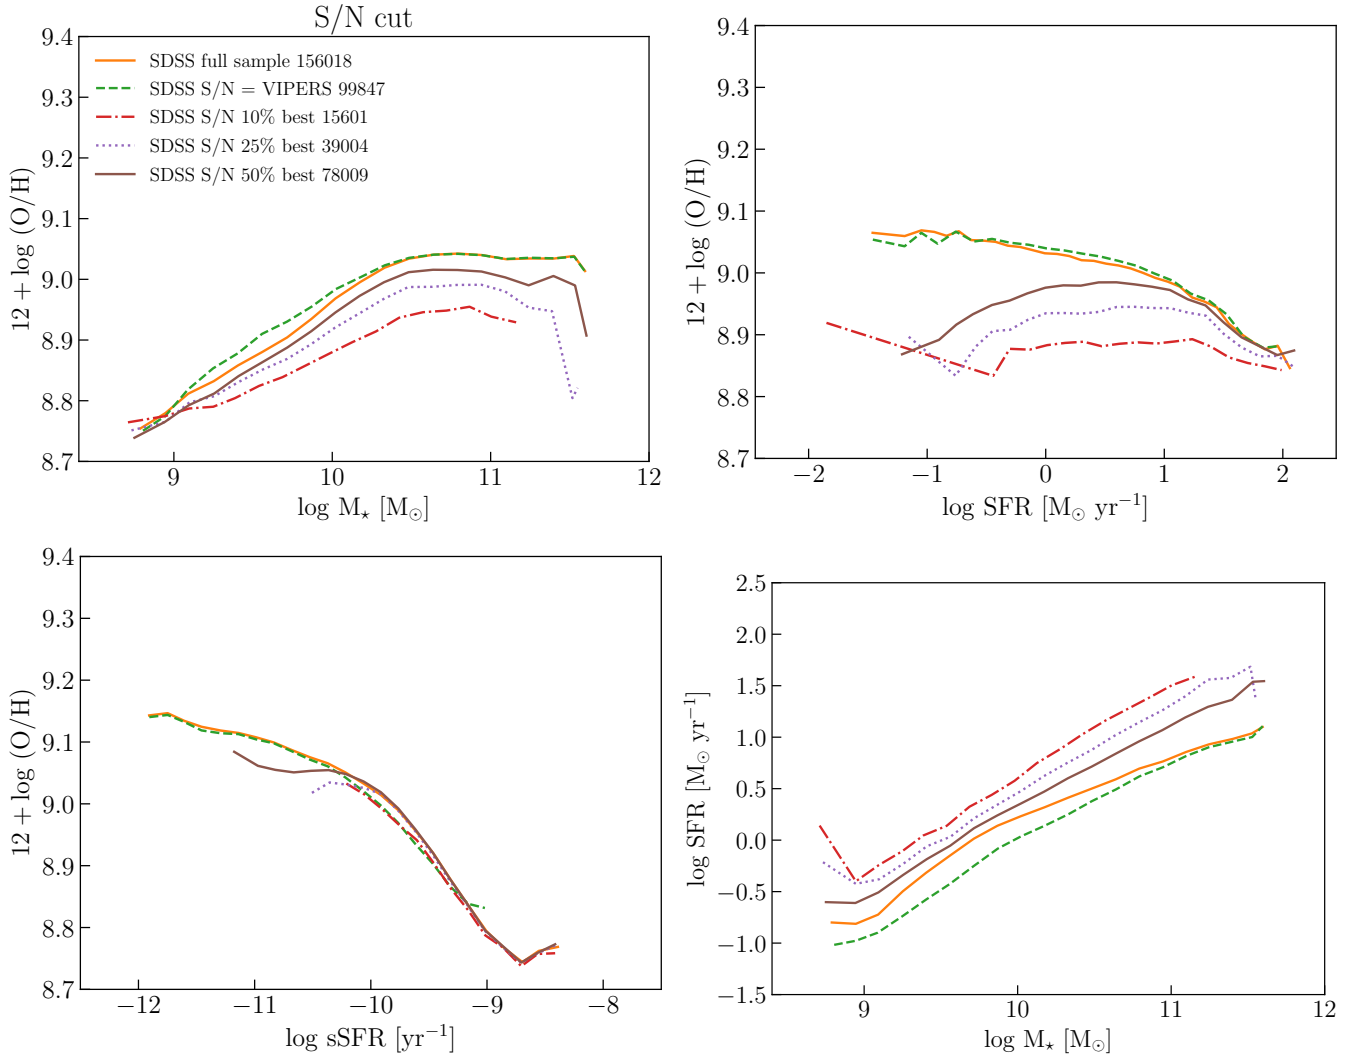 S/N cut
9.4
9.3
9.2
9.1
9.0
8.9
8.8
8.7
12 + log (O/H)
SDSS full sample 156018
SDSS S/N = VIPERS 99847
SDSS S/N 10% best 15601
SDSS S/N 25% best 39004
SDSS S/N 50% best 78009
9 10 11 12
log M⋆ [M⊙]
9.4
9.3
9.2
9.1
9.0
8.9
8.8
8.7
12 + log (O/H)
−2 −1 0 1 2
log SFR [M⊙ yr⁻¹]
9.4
9.3
9.2
9.1
9.0
8.9
8.8
8.7
12 + log (O/H)
−12 −11 −10 −9 −8
log sSFR [yr⁻¹]
2.5
2.0
1.5
1.0
0.5
0.0
−0.5
−1.0
−1.5
log SFR [M⊙ yr⁻¹]
9 10 11 12
log M⋆ [M⊙]